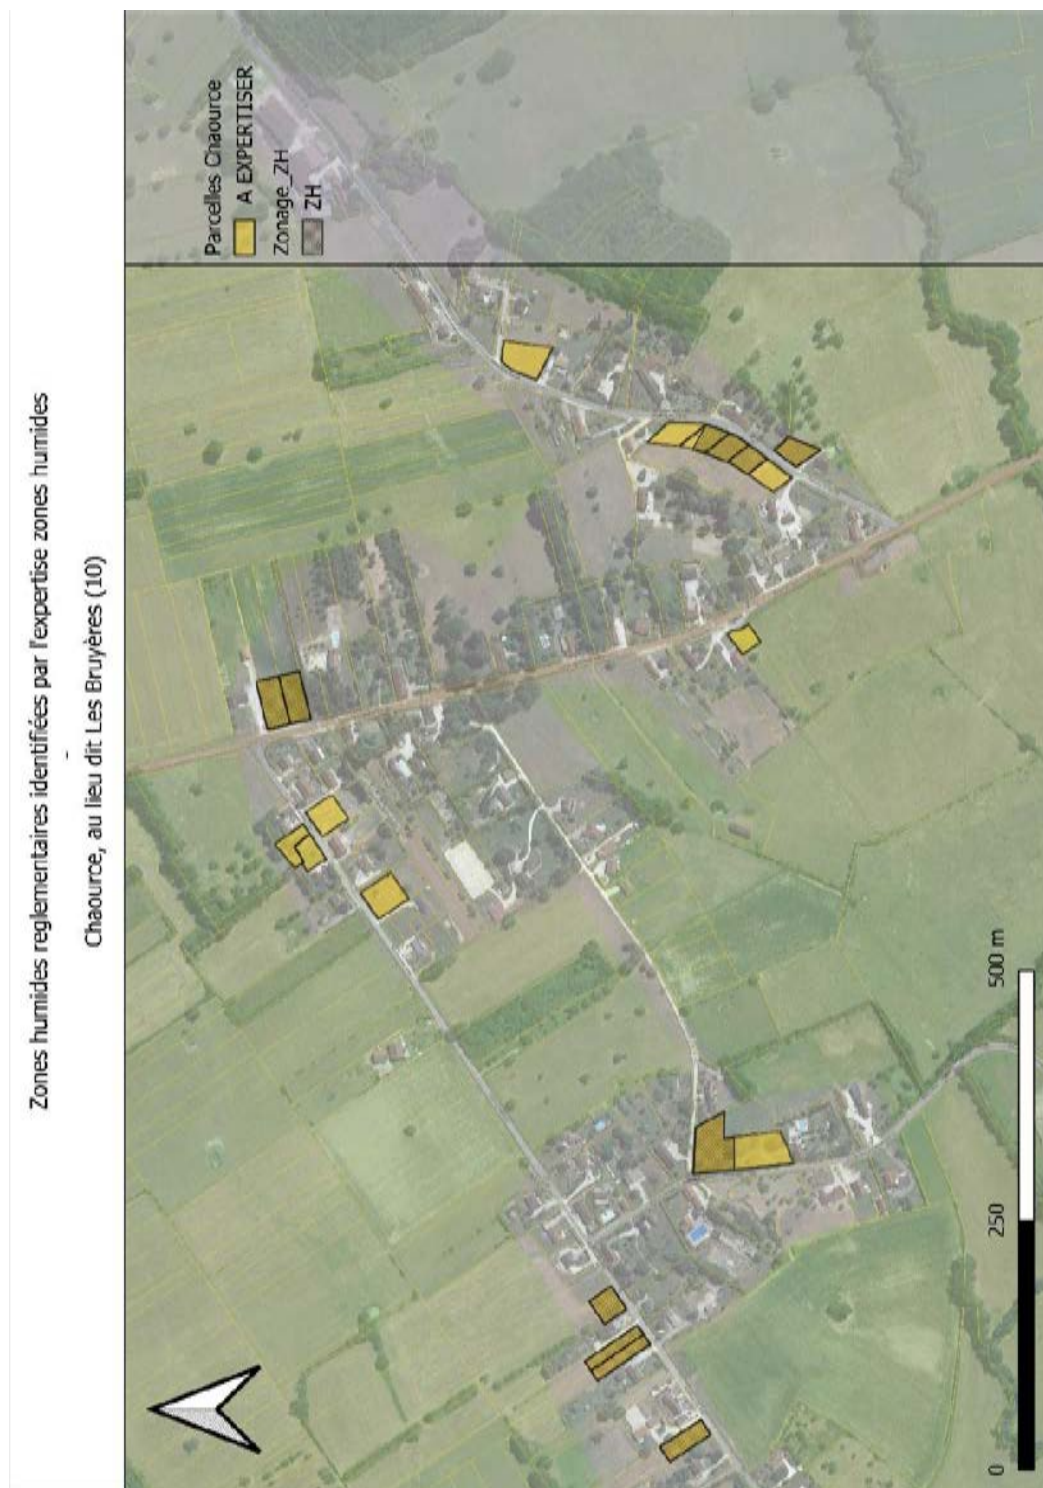 Zones humides reglementaires identifiées par l'expertise zones humides
-
Chaource, au lieu dit Les Bruyères (10)
Parcelles Chaource
A EXPERTISER
Zonage_ZH
ZH
0 250 500 m